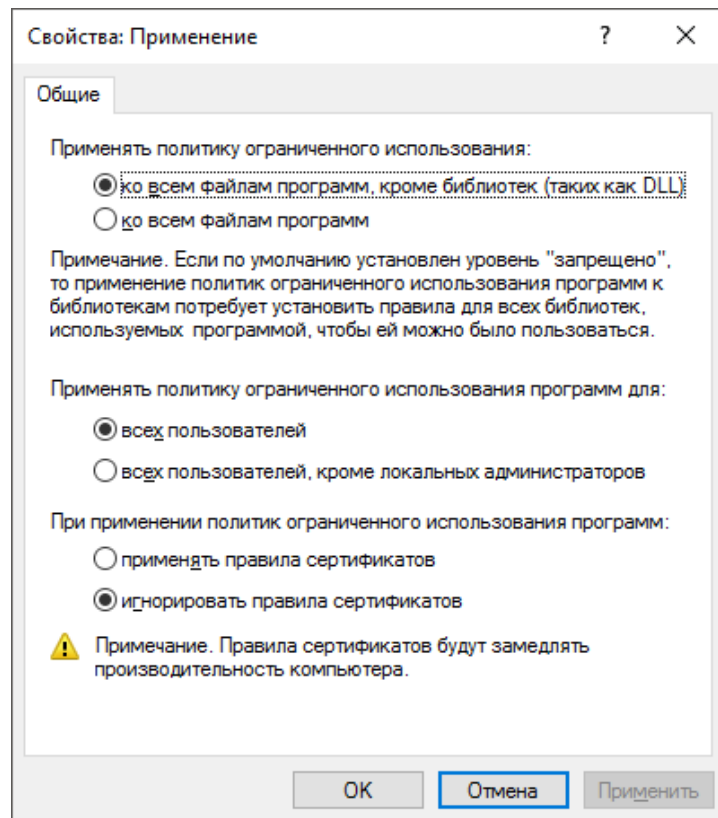 Свойства: Применение ? ×
Общие
Применять политику ограниченного использования:
ко всем файлам программ, кроме библиотек (таких как DLL)
ко всем файлам программ
Примечание. Если по умолчанию установлен уровень "запрещено",
то применение политик ограниченного использования программ к
библиотекам потребует установить правила для всех библиотек,
используемых программой, чтобы ей можно было пользоваться.
Применять политику ограниченного использования программ для:
всех пользователей
всех пользователей, кроме локальных администраторов
При применении политик ограниченного использования программ:
применять правила сертификатов
игнорировать правила сертификатов
Примечание. Правила сертификатов будут замедлять
производительность компьютера.
OK Отмена Применить